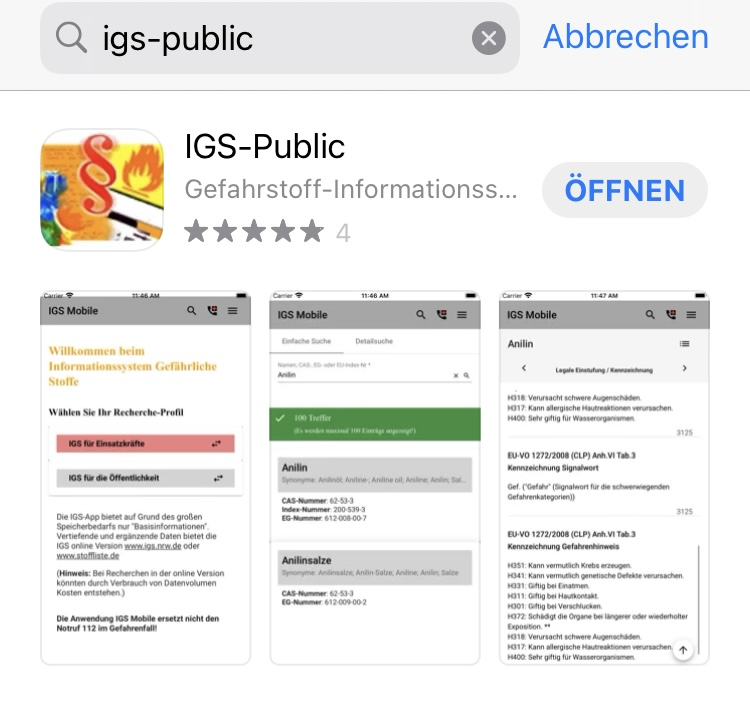 igs-public
Abbrechen
IGS-Public
Gefahrstoff-Informationss...
ÖFFNEN
4
Carrier
11:46 AM
IGS Mobile
Willkommen beim
Informationssystem Gefährliche
Stoffe
Wählen Sie Ihr Recherche-Profil
IGS für Einsatzkräfte
IGS für die Öffentlichkeit
Die IGS-App bietet auf Grund des großen
Speicherbedarfs nur "Basisinformationen".
Vertiefende und ergänzende Daten bietet die
IGS online Version www.igs.nrw.de oder
www.stoffliste.de
(Hinweis: Bei Recherchen in der online Version
könnten durch Verbrauch von Datenvolumen
Kosten entstehen.)
Die Anwendung IGS Mobile ersetzt nicht den
Notruf 112 im Gefahrenfall!
Carrier
11:46 AM
IGS Mobile
Einfache Suche
Detailsuche
Namen, CAS-, EG- oder EU-Index-Nr *
Anilin
100 Treffer
(Es werden maximal 100 Einträge angezeigt!)
Anilin
Synonyme: Anilinöl; Aniline-; Aniline oil; Aniline; Anilin; Sal...
CAS-Nummer: 62-53-3
Index-Nummer: 200-539-3
EG-Nummer: 612-008-00-7
Anilinsalze
Synonyme: Anilinsalze; Anilin-Salze; Aniline; Anilin; Salze
CAS-Nummer: 62-53-3
EG-Nummer: 612-009-00-2
Carrier
11:47 AM
IGS Mobile
Anilin
Legale Einstufung / Kennzeichnung
H318: Verursacht schwere Augenschäden.
H317: Kann allergische Hautreaktionen verursachen.
H400: Sehr giftig für Wasserorganismen.
3125
EU-VO 1272/2008 (CLP) Anh.VI Tab.3
Kennzeichnung Signalwort
Gef. ("Gefahr" (Signalwort für die schwerwiegenden
Gefahrenkategorien))
3125
EU-VO 1272/2008 (CLP) Anh.VI Tab.3
Kennzeichnung Gefahrenhinweis
H351: Kann vermutlich Krebs erzeugen.
H341: Kann vermutlich genetische Defekte verursachen.
H331: Giftig bei Einatmen.
H311: Giftig bei Hautkontakt.
H301: Giftig bei Verschlucken.
H372: Schädigt die Organe bei längerer oder wiederholter
Exposition. **
H318: Verursacht schwere Augenschäden.
H317: Kann allergische Hautreaktionen verursachen.
H400: Sehr giftig für Wasserorganismen.